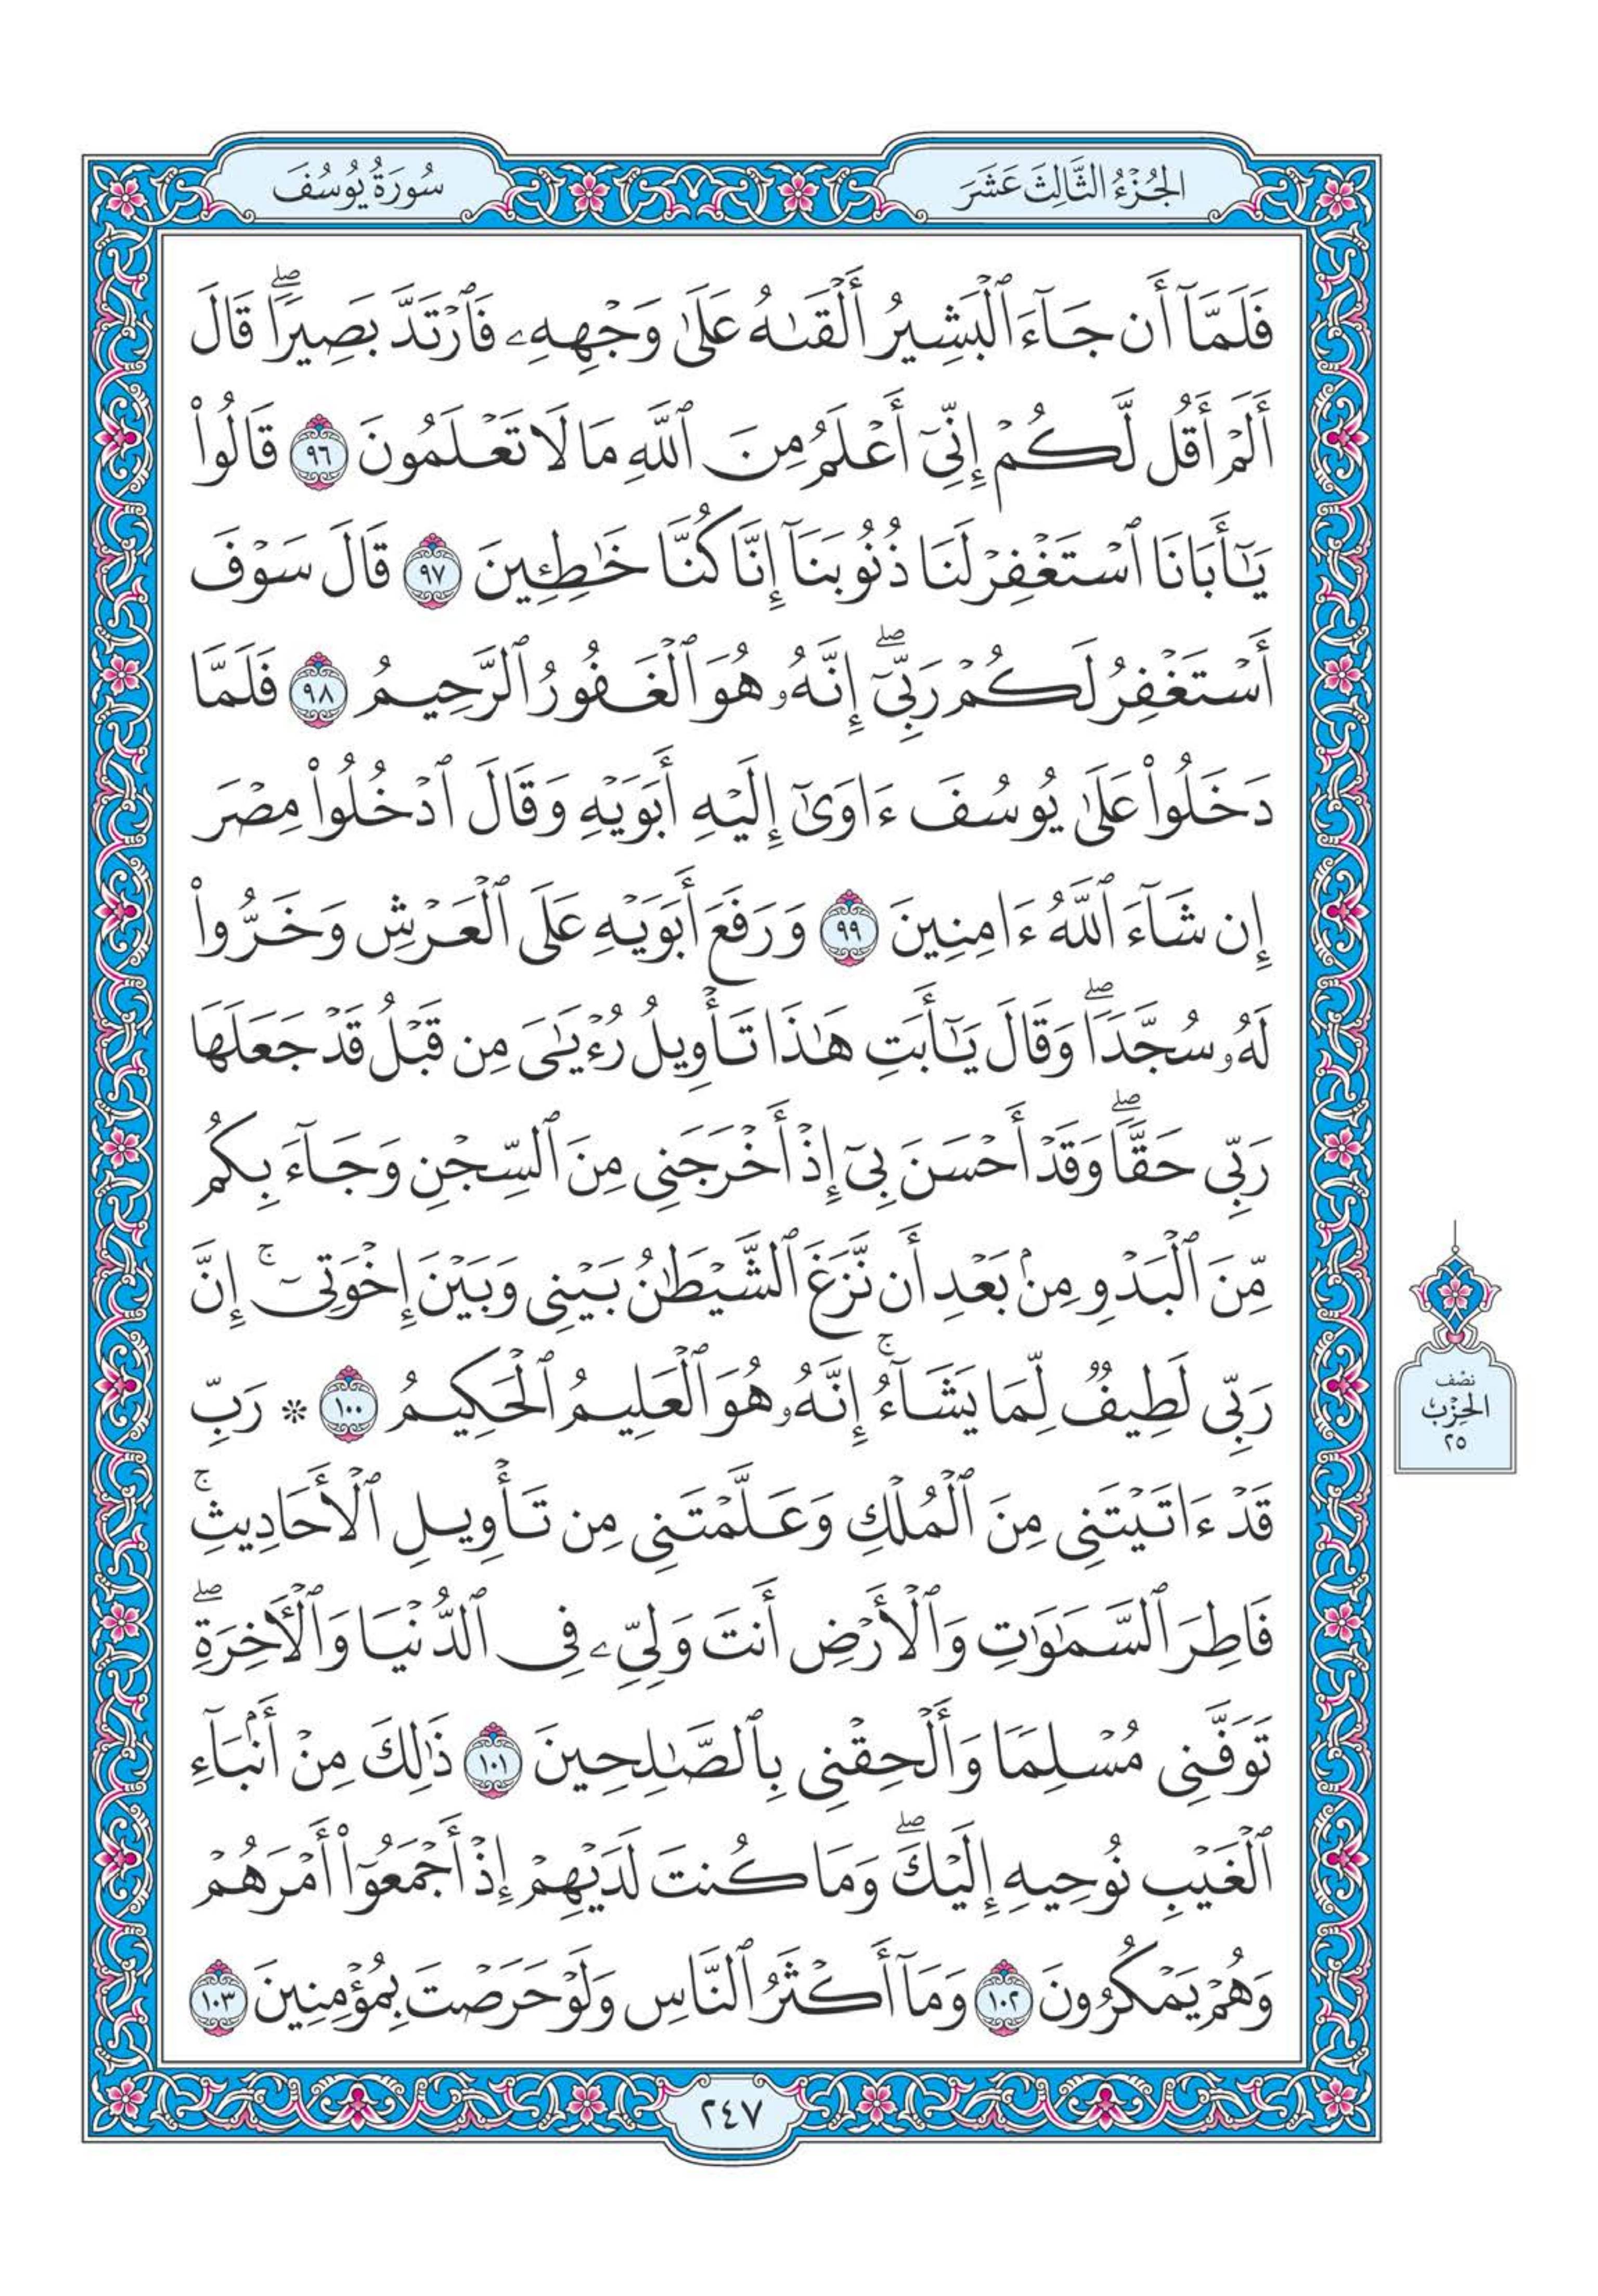 الجُزْءُ الثَّالِثَ عَشَرَ
سُورَةُ يُوسُفَ
فَلَمَّآ أَن جَآءَ ٱلْبَشِيرُ أَلْقَىٰهُ عَلَىٰ وَجْهِهِۦ فَٱرْتَدَّ بَصِيرًاۖ قَالَ
أَلَمْ أَقُل لَّكُمْ إِنِّىٓ أَعْلَمُ مِنَ ٱللَّهِ مَا لَا تَعْلَمُونَ ٩٦ قَالُوا۟
يَـٰٓأَبَانَا ٱسْتَغْفِرْ لَنَا ذُنُوبَنَآ إِنَّا كُنَّا خَـٰطِـِٔينَ ٩٧ قَالَ سَوْفَ
أَسْتَغْفِرُ لَكُمْ رَبِّىٓۖ إِنَّهُۥ هُوَ ٱلْغَفُورُ ٱلرَّحِيمُ ٩٨ فَلَمَّا
دَخَلُوا۟ عَلَىٰ يُوسُفَ ءَاوَىٰٓ إِلَيْهِ أَبَوَيْهِ وَقَالَ ٱدْخُلُوا۟ مِصْرَ
إِن شَآءَ ٱللَّهُ ءَامِنِينَ ٩٩ وَرَفَعَ أَبَوَيْهِ عَلَى ٱلْعَرْشِ وَخَرُّوا۟
لَهُۥ سُجَّدًاۖ وَقَالَ يَـٰٓأَبَتِ هَـٰذَا تَأْوِيلُ رُءْيَـٰىَ مِن قَبْلُ قَدْ جَعَلَهَا
رَبِّى حَقًّاۖ وَقَدْ أَحْسَنَ بِىٓ إِذْ أَخْرَجَنِى مِنَ ٱلسِّجْنِ وَجَآءَ بِكُم
مِّنَ ٱلْبَدْوِ مِنۢ بَعْدِ أَن نَّزَغَ ٱلشَّيْطَـٰنُ بَيْنِى وَبَيْنَ إِخْوَتِىٓۚ إِنَّ
رَبِّى لَطِيفٌ لِّمَا يَشَآءُۚ إِنَّهُۥ هُوَ ٱلْعَلِيمُ ٱلْحَكِيمُ ١٠٠ ۞ رَبِّ
قَدْ ءَاتَيْتَنِى مِنَ ٱلْمُلْكِ وَعَلَّمْتَنِى مِن تَأْوِيلِ ٱلْأَحَادِيثِۚ
فَاطِرَ ٱلسَّمَـٰوَٰتِ وَٱلْأَرْضِ أَنتَ وَلِىِّۦ فِى ٱلدُّنْيَا وَٱلْـَٔاخِرَةِۖ
تَوَفَّنِى مُسْلِمًا وَأَلْحِقْنِى بِٱلصَّـٰلِحِينَ ١٠١ ذَٰلِكَ مِنْ أَنۢبَآءِ
ٱلْغَيْبِ نُوحِيهِ إِلَيْكَۖ وَمَا كُنتَ لَدَيْهِمْ إِذْ أَجْمَعُوٓا۟ أَمْرَهُمْ
وَهُمْ يَمْكُرُونَ ١٠٢ وَمَآ أَكْثَرُ ٱلنَّاسِ وَلَوْ حَرَصْتَ بِمُؤْمِنِينَ ١٠٣
نصْف
الحِزْبُ
٢٥
٢٤٧